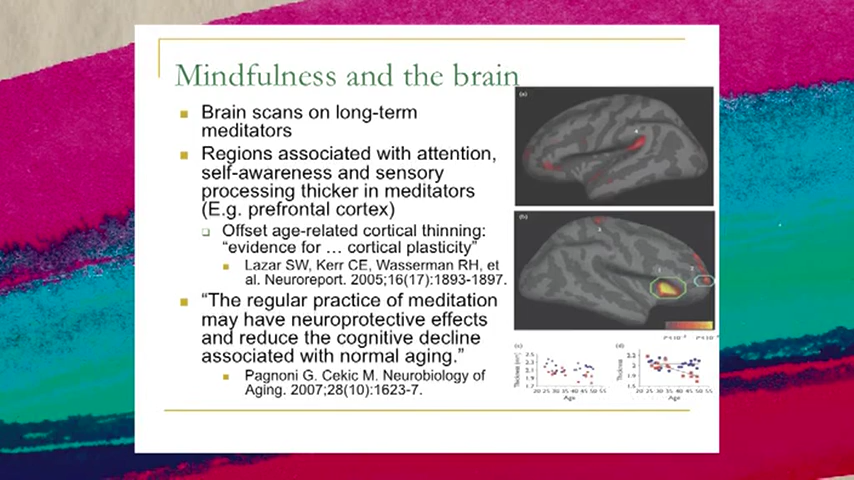 Mindfulness and the brain
Brain scans on long-term
meditators
Regions associated with attention,
self-awareness and sensory
processing thicker in meditators
(E.g. prefrontal cortex)
Offset age-related cortical thinning:
“evidence for … cortical plasticity”
Lazar SW, Kerr CE, Wasserman RH, et
al. Neuroreport. 2005;16(17):1893-1897.
“The regular practice of meditation
may have neuroprotective effects
and reduce the cognitive decline
associated with normal aging.”
Pagnoni G. Cekic M. Neurobiology of
Aging. 2007;28(10):1623-7.
(a)
(b)
(c)
(d)
Thickness
Age
Thickness
Age